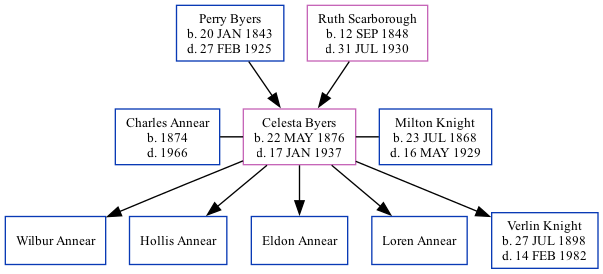 Perry Byers
b. 20 JAN 1843
d. 27 FEB 1925
Ruth Scarborough
b. 12 SEP 1848
d. 31 JUL 1930
Charles Annear
b. 1874
d. 1966
Celesta Byers
b. 22 MAY 1876
d. 17 JAN 1937
Milton Knight
b. 23 JUL 1868
d. 16 MAY 1929
Wilbur Annear
Hollis Annear
Eldon Annear
Loren Annear
Verlin Knight
b. 27 JUL 1898
d. 14 FEB 1982